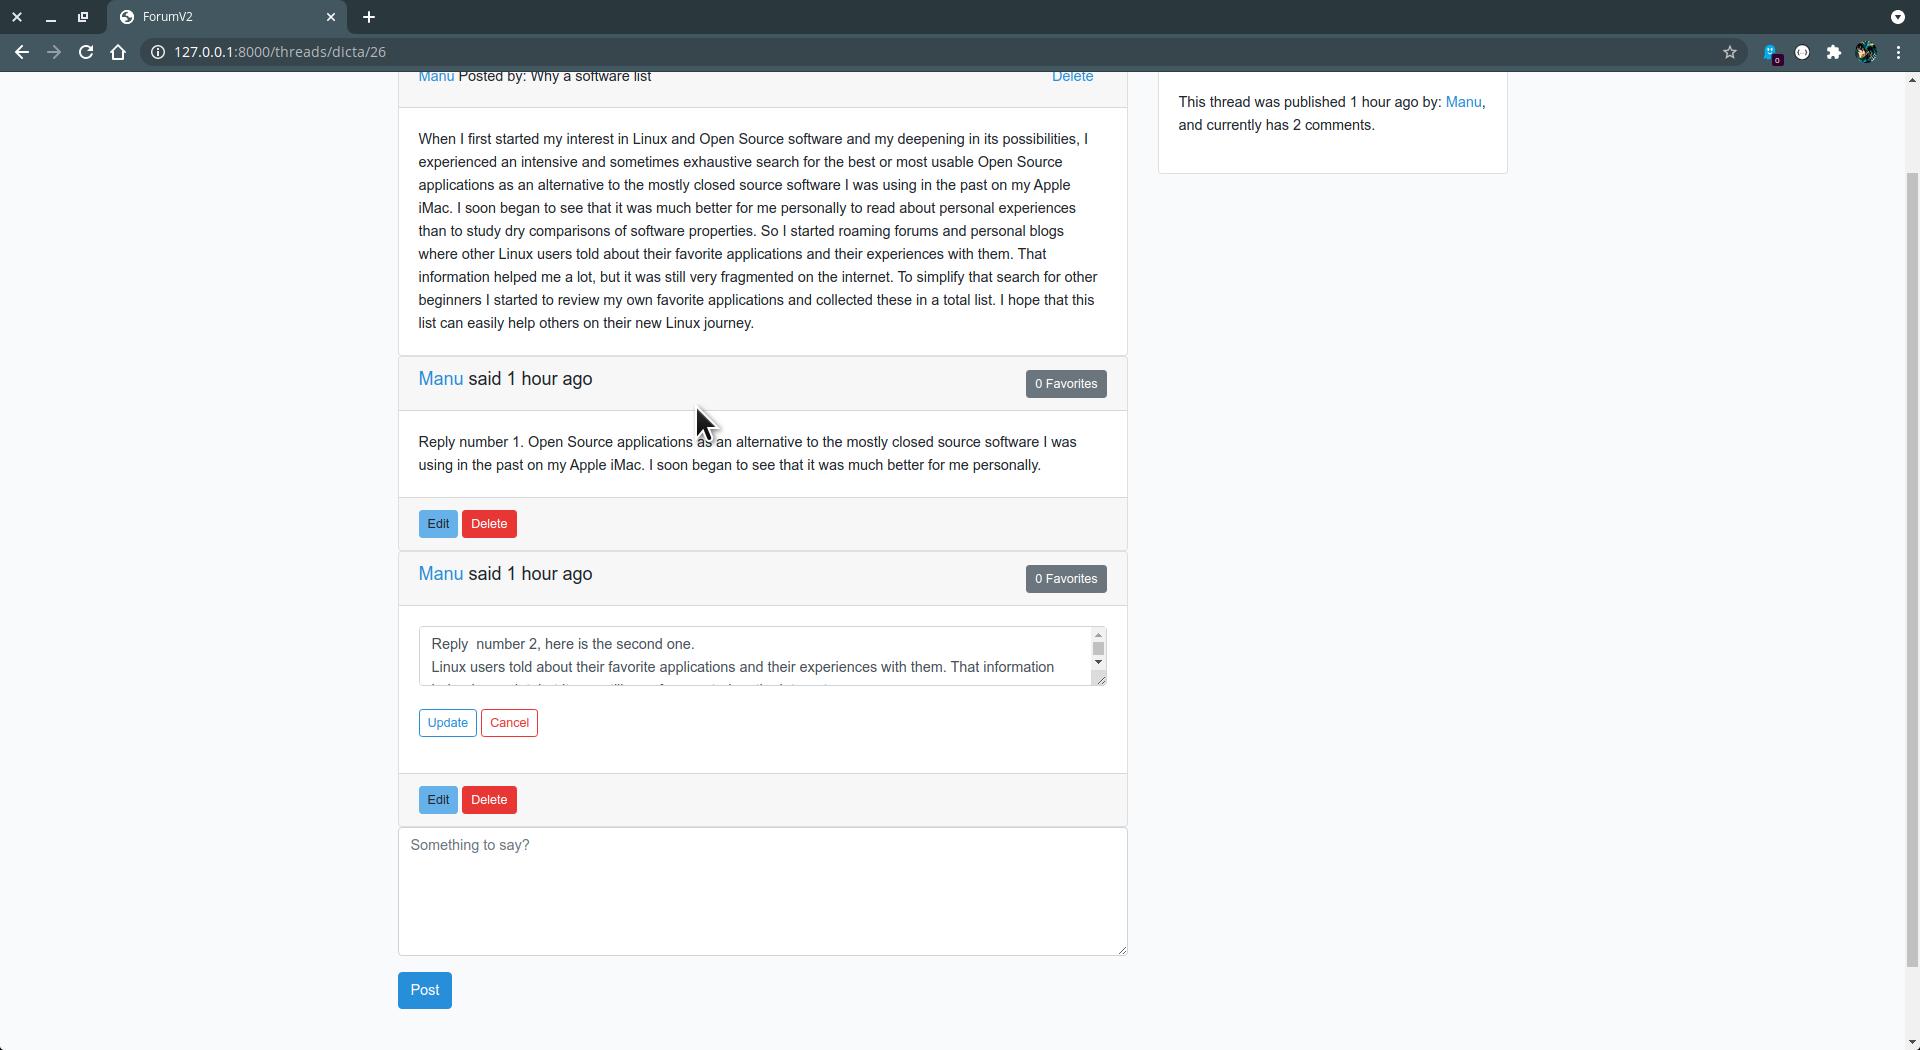 ForumV2
127.0.0.1:8000/threads/dicta/26
0
Manu Posted by: Why a software list
Delete
When I first started my interest in Linux and Open Source software and my deepening in its possibilities, I
experienced an intensive and sometimes exhaustive search for the best or most usable Open Source
applications as an alternative to the mostly closed source software I was using in the past on my Apple
iMac. I soon began to see that it was much better for me personally to read about personal experiences
than to study dry comparisons of software properties. So I started roaming forums and personal blogs
where other Linux users told about their favorite applications and their experiences with them. That
information helped me a lot, but it was still very fragmented on the internet. To simplify that search for other
beginners I started to review my own favorite applications and collected these in a total list. I hope that this
list can easily help others on their new Linux journey.
This thread was published 1 hour ago by: Manu,
and currently has 2 comments.
Manu said 1 hour ago
0 Favorites
Reply number 1. Open Source applications as an alternative to the mostly closed source software I was
using in the past on my Apple iMac. I soon began to see that it was much better for me personally.
Edit Delete
Manu said 1 hour ago
0 Favorites
Reply  number 2, here is the second one.
Linux users told about their favorite applications and their experiences with them. That information
Update Cancel
Edit Delete
Something to say?
Post